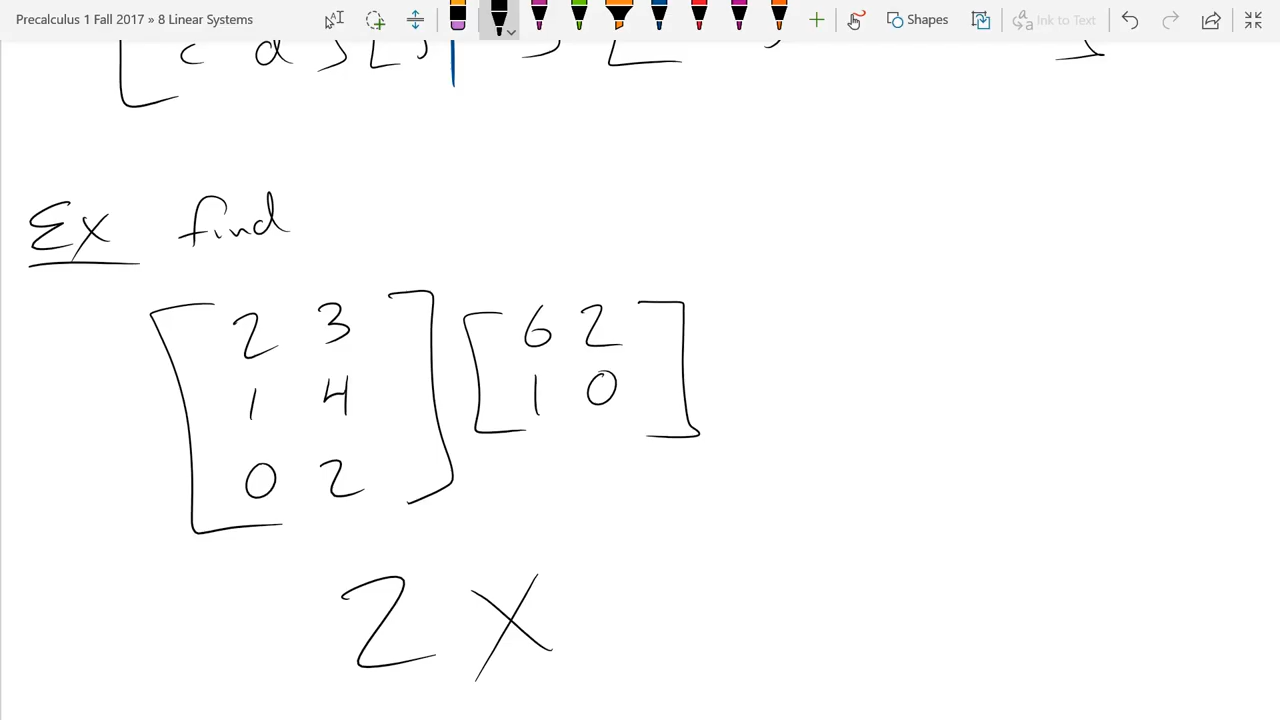 Precalculus 1 Fall 2017 » 8 Linear Systems Shapes Ink to Text
c d
Ex find
2 3 6 2
1 4 1 0
0 2
2 X